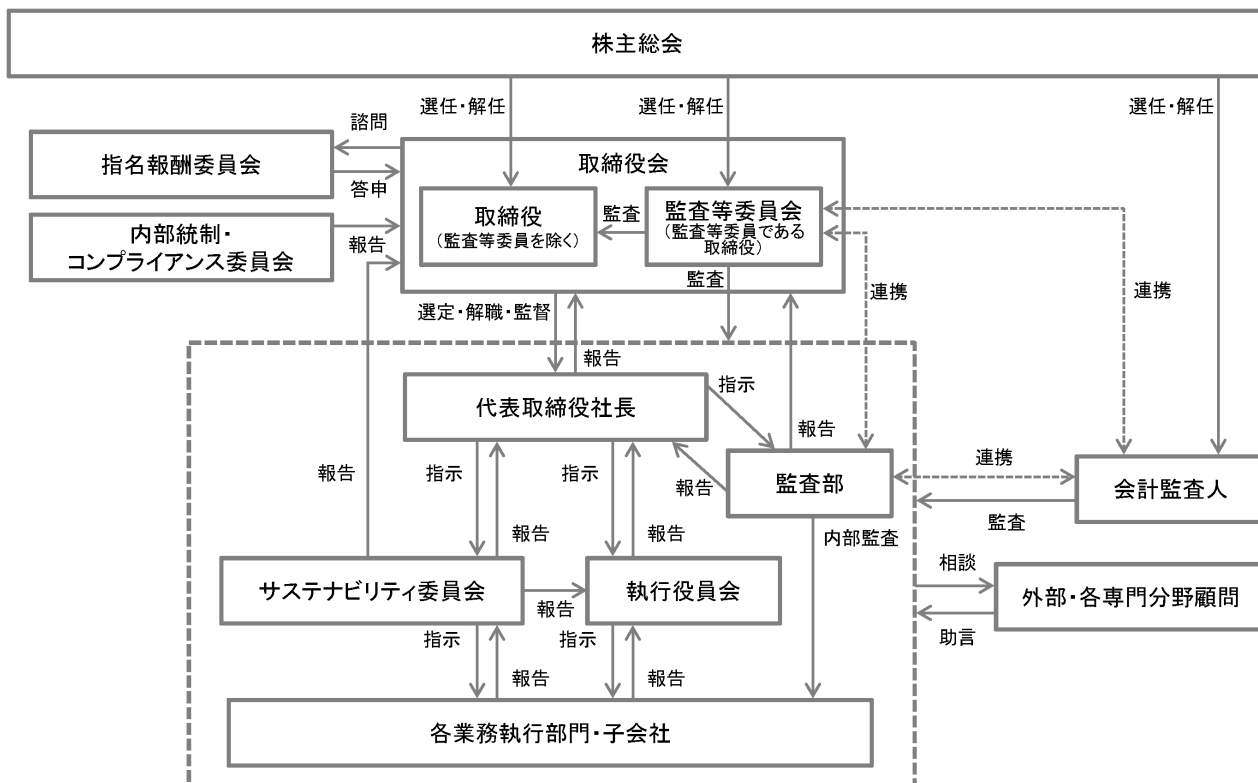 株主総会
選任・解任
選任・解任
選任・解任
諮問
指名報酬委員会
答申
取締役会
取締役
(監査等委員を除く)
監査
監査等委員会
(監査等委員である
取締役)
内部統制・
コンプライアンス委員会
報告
監査
連携
連携
選定・解職・監督
報告
代表取締役社長
指示
報告
監査部
報告
連携
会計監査人
監査
報告
指示
報告
指示
報告
内部監査
サステナビリティ委員会
報告
執行役員会
相談
外部・各専門分野顧問
助言
指示
報告
指示
報告
各業務執行部門・子会社